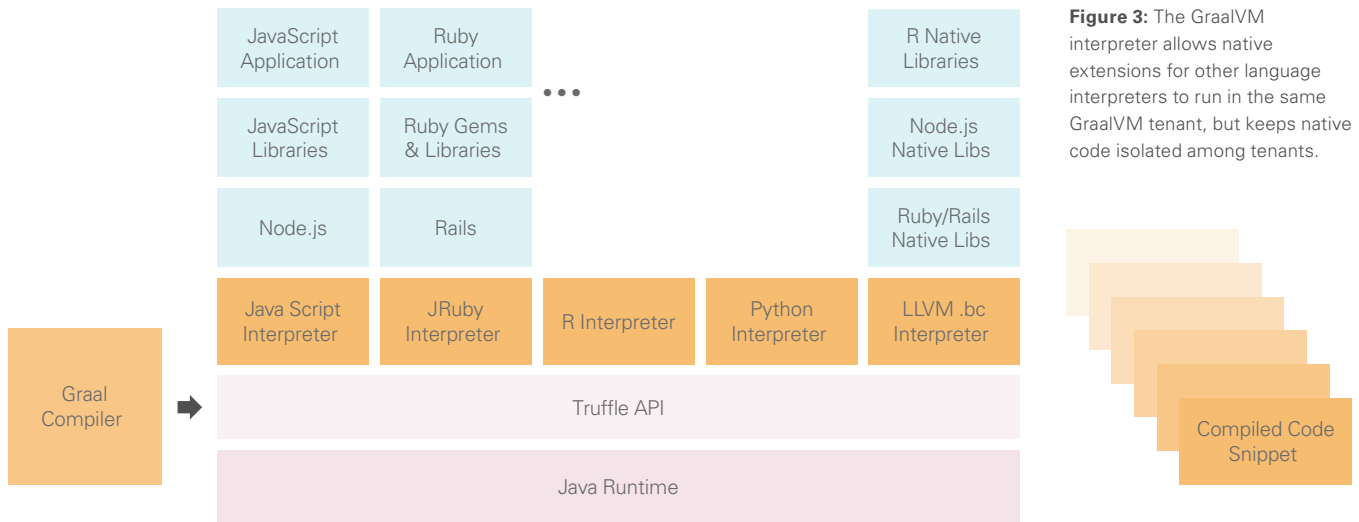 JavaScript
Application
Ruby
Application
R Native
Libraries
JavaScript
Libraries
Ruby Gems
& Libraries
•••
Node.js
Native Libs
Node.js
Rails
Ruby/Rails
Native Libs
Java Script
Interpreter
JRuby
Interpreter
R Interpreter
Python
Interpreter
LLVM .bc
Interpreter
Graal
Compiler
Truffle API
Java Runtime
Figure 3: The GraalVM
interpreter allows native
extensions for other language
interpreters to run in the same
GraalVM tenant, but keeps native
code isolated among tenants.
Compiled Code
Snippet